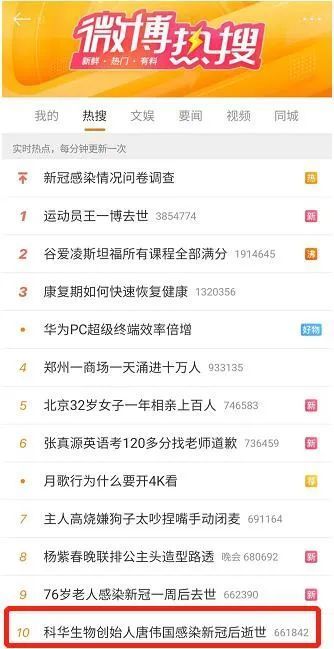 微博热搜
新鲜·热门·有料
我的 热搜 文娱 要闻 视频 同城
实时热点，每分钟更新一次
新冠感染情况问卷调查 热
1 运动员王一博去世 3854774 新
2 谷爱凌斯坦福所有课程全部满分 1914645 沸
3 康复期如何快速恢复健康 1320356
华为PC超级终端效率倍增 好物
4 郑州一商场一天涌进十万人 933135
5 北京32岁女子一年相亲上百人 746583 新
6 张真源英语考120多分找老师道歉 736459 新
月歌行为什么要开4K看 荐
7 主人高烧嫌狗子太吵捏嘴手动闭麦 691164
8 杨紫春晚联排公主头造型路透 晚会 680692 新
9 76岁老人感染新冠一周后去世 662390 新
10 科华生物创始人唐伟国感染新冠后逝世 661842